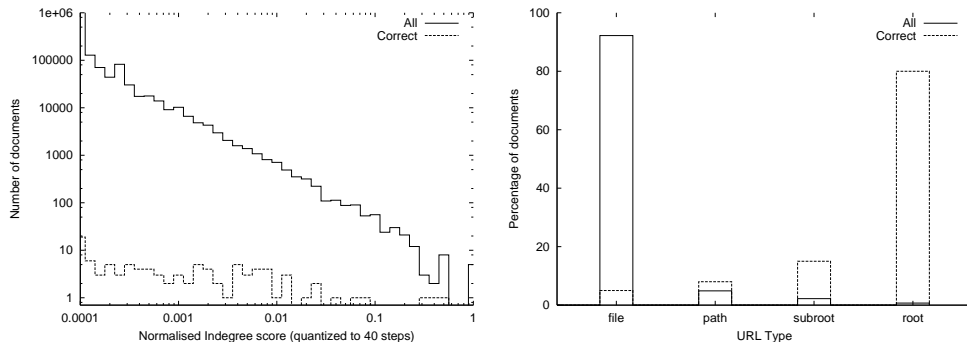 1e+06
100000
10000
1000
100
10
1
Number of documents
0.0001 0.001 0.01 0.1 1
Normalised Indegree score (quantized to 40 steps)
All
Correct
100
80
60
40
20
0
Percentage of documents
file path subroot root
URL Type
All
Correct